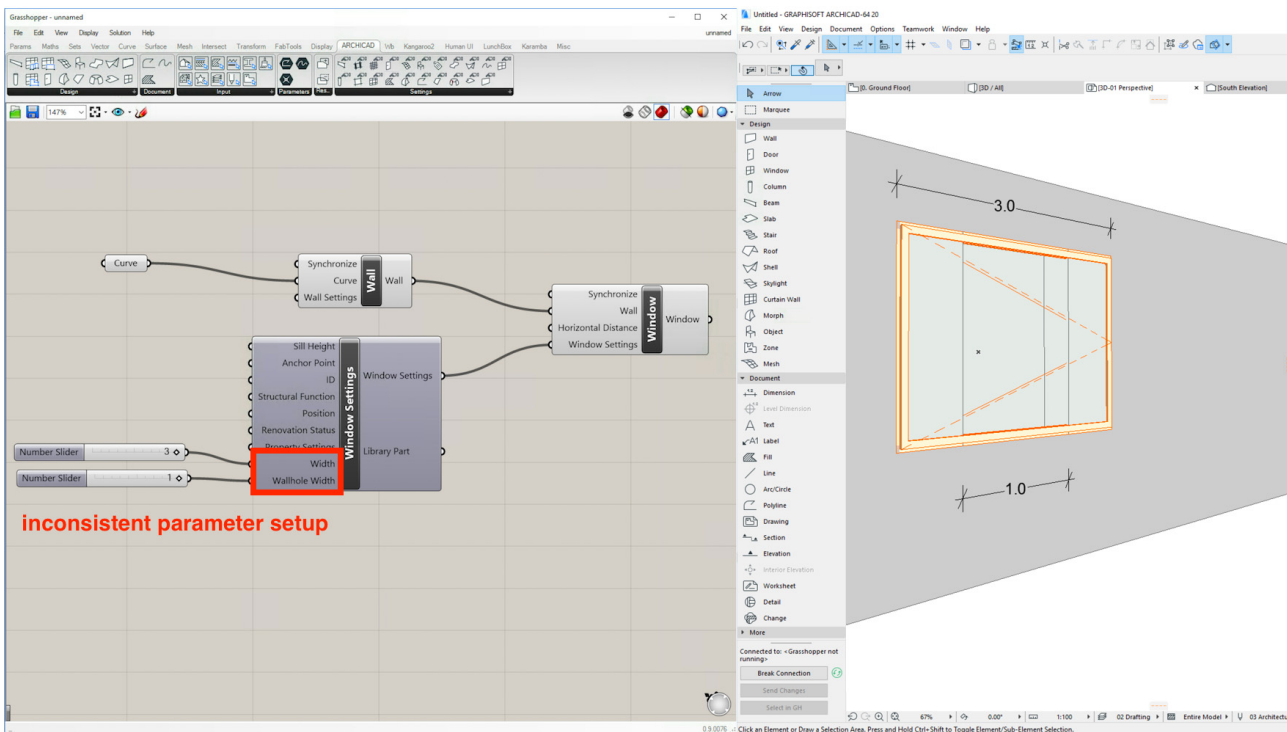 Grasshopper - unnamed
File Edit View Display Solution Help
unnamed
Params Maths Sets Vector Curve Surface Mesh Intersect Transform FabTools Display ARCHICAD Wb Kangaroo2 Human UI LunchBox Karamba Misc
Design
Document
Input
Parameters
Res...
Settings
147%
Curve
Synchronize
Curve
Wall Settings
Wall
Wall
Synchronize
Wall
Horizontal Distance
Window Settings
Window
Window
Sill Height
Anchor Point
ID
Structural Function
Position
Renovation Status
Property Settings
Width
Wallhole Width
Window Settings
Window Settings
Library Part
Number Slider 3
Number Slider 1
inconsistent parameter setup
0.9.0076
Untitled - GRAPHISOFT ARCHICAD-64 20
File Edit View Design Document Options Teamwork Window Help
Arrow
Marquee
Design
Wall
Door
Window
Column
Beam
Slab
Stair
Roof
Shell
Skylight
Curtain Wall
Morph
Object
Zone
Mesh
Document
Dimension
Level Dimension
Text
Label
Fill
Line
Arc/Circle
Polyline
Drawing
Section
Elevation
Interior Elevation
Worksheet
Detail
Change
More
Connected to: <Grasshopper not
running>
Break Connection
Send Changes
Select in GH
[0. Ground Floor]
[3D / All]
[3D-01 Perspective]
[South Elevation]
3.0
1.0
67%
0.00°
1:100
02 Drafting
Entire Model
03 Architectu
Click an Element or Draw a Selection Area. Press and Hold Ctrl+Shift to Toggle Element/Sub-Element Selection.